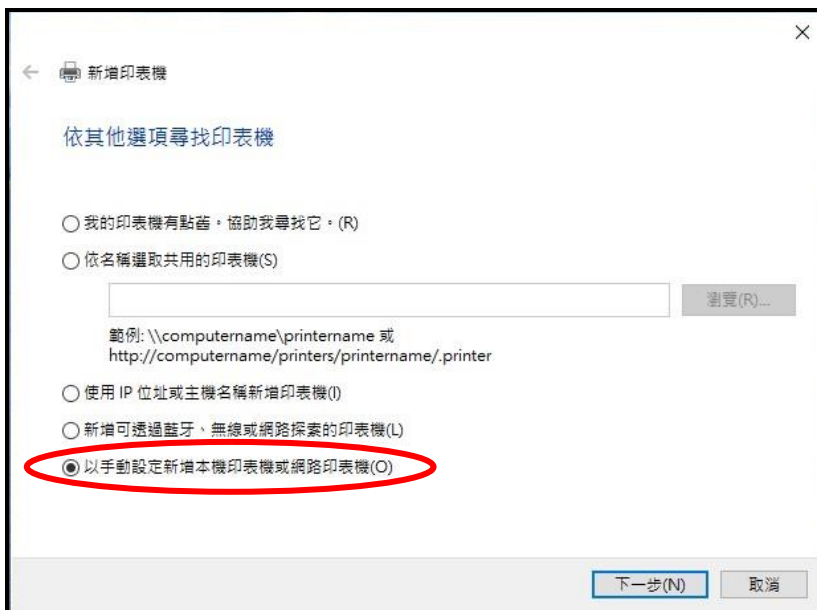 新增印表機
依其他選項尋找印表機
我的印表機有點舊，協助我尋找它。(R)
依名稱選取共用的印表機(S)
瀏覽(R)...
範例: \\computername\printername 或
http://computername/printers/printername/.printer
使用 IP 位址或主機名稱新增印表機(I)
新增可透過藍牙、無線或網路探索的印表機(L)
以手動設定新增本機印表機或網路印表機(O)
下一步(N)
取消